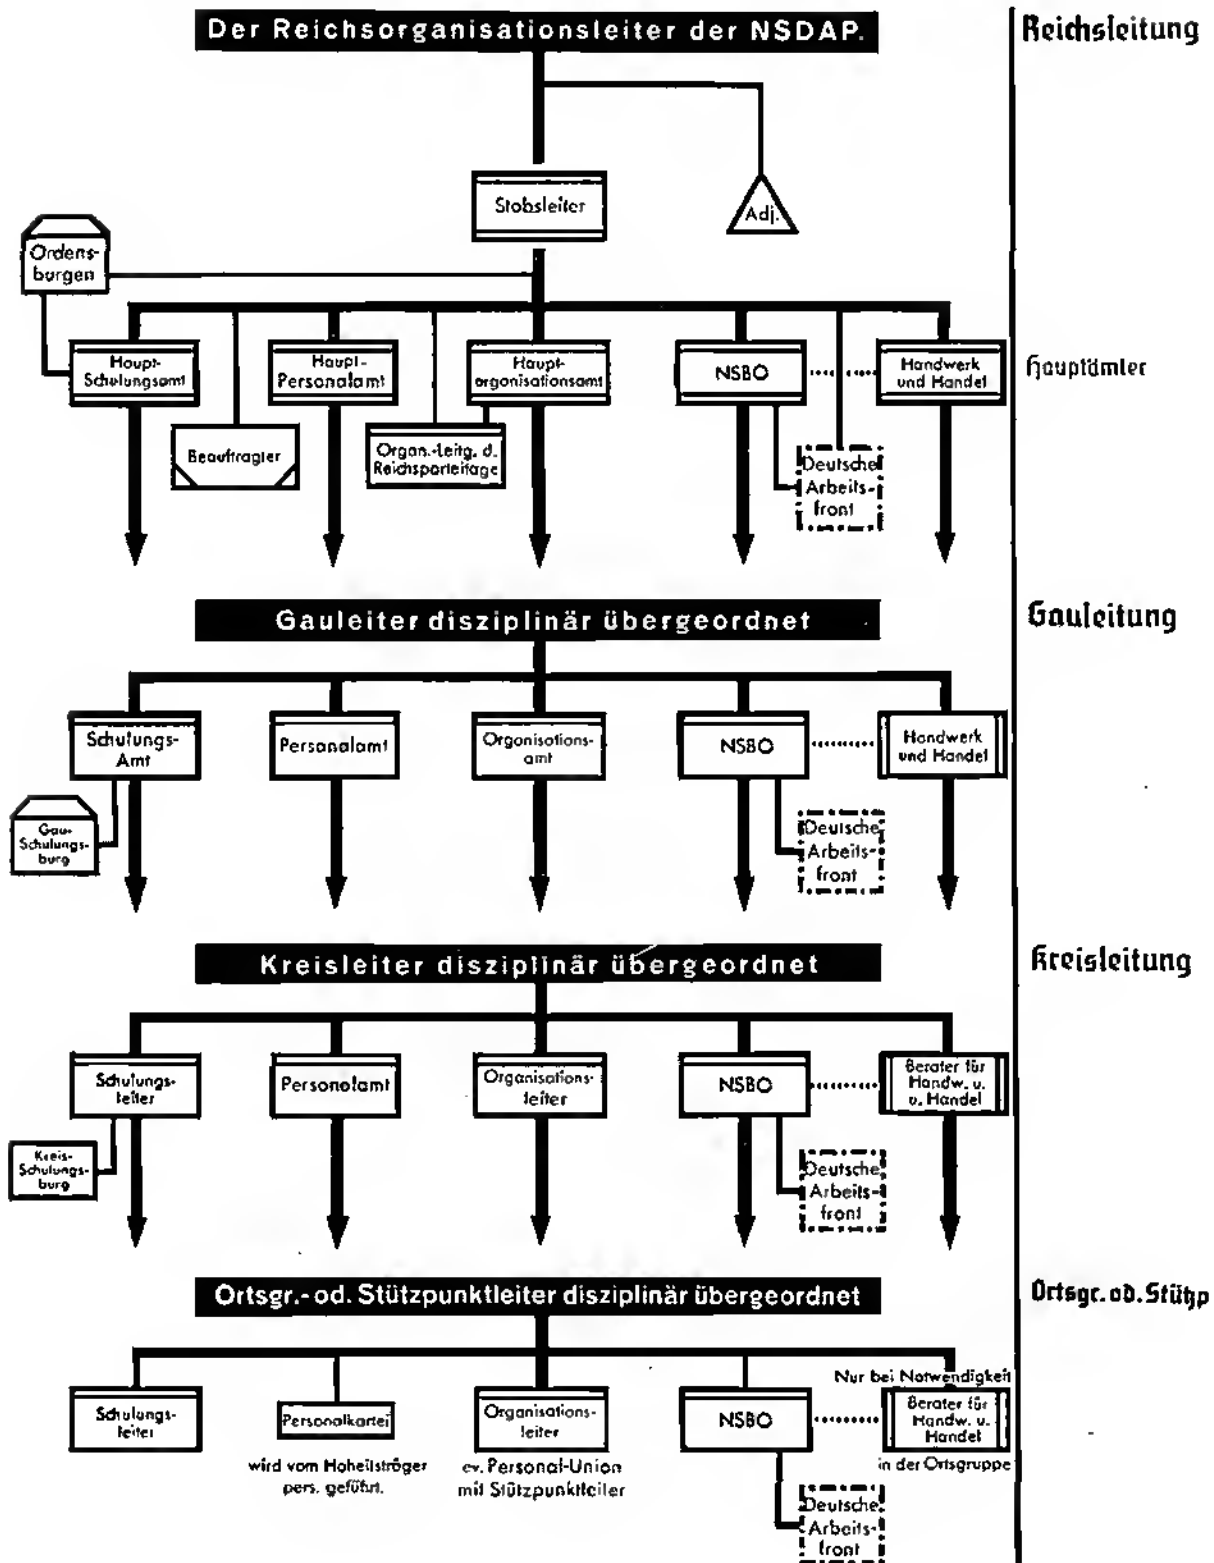 Der Reichsorganisationsleiter der NSDAP.
Reichsleitung
Stabsleiter
Adj.
Ordens-
burgen
Haupt-
Schulungsamt
Haupt-
Personalamt
Haupt-
organisationsamt
NSBO
Handwerk
und Handel
Hauptämter
Beauftragter
Organ.-Leitg. d.
Reichsparteitage
Deutsche
Arbeits-
front
Gauleiter disziplinär übergeordnet
Gauleitung
Schulungs-
Amt
Personalamt
Organisations-
amt
NSBO
Handwerk
und Handel
Gau-
Schulungs-
burg
Deutsche
Arbeits-
front
Kreisleiter disziplinär übergeordnet
Kreisleitung
Schulungs-
leiter
Personalamt
Organisations-
leiter
NSBO
Berater für
Handw. u.
u. Handel
Kreis-
Schulungs-
burg
Deutsche
Arbeits-
front
Ortsgr.- od. Stützpunktleiter disziplinär übergeordnet
Ortsgr. od. Stützp
Nur bei Notwendigkeit
Schulungs-
leiter
Personalkartei
Organisations-
leiter
NSBO
Berater für
Handw. u.
Handel
wird vom Hoheitsträger
pers. geführt.
ev. Personal-Union
mit Stützpunktleiter
in der Ortsgruppe
Deutsche
Arbeits-
front